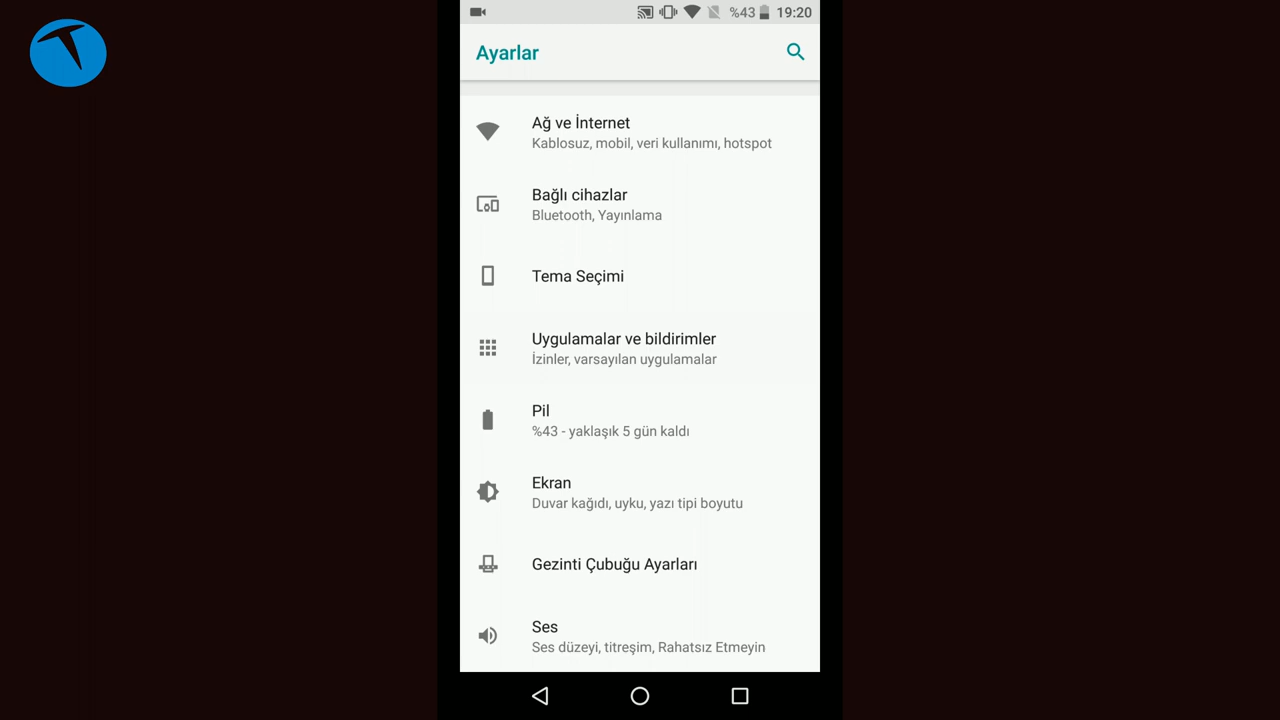 %43
19:20
Ayarlar
Ağ ve İnternet
Kablosuz, mobil, veri kullanımı, hotspot
Bağlı cihazlar
Bluetooth, Yayınlama
Tema Seçimi
Uygulamalar ve bildirimler
İzinler, varsayılan uygulamalar
Pil
%43 - yaklaşık 5 gün kaldı
Ekran
Duvar kağıdı, uyku, yazı tipi boyutu
Gezinti Çubuğu Ayarları
Ses
Ses düzeyi, titreşim, Rahatsız Etmeyin